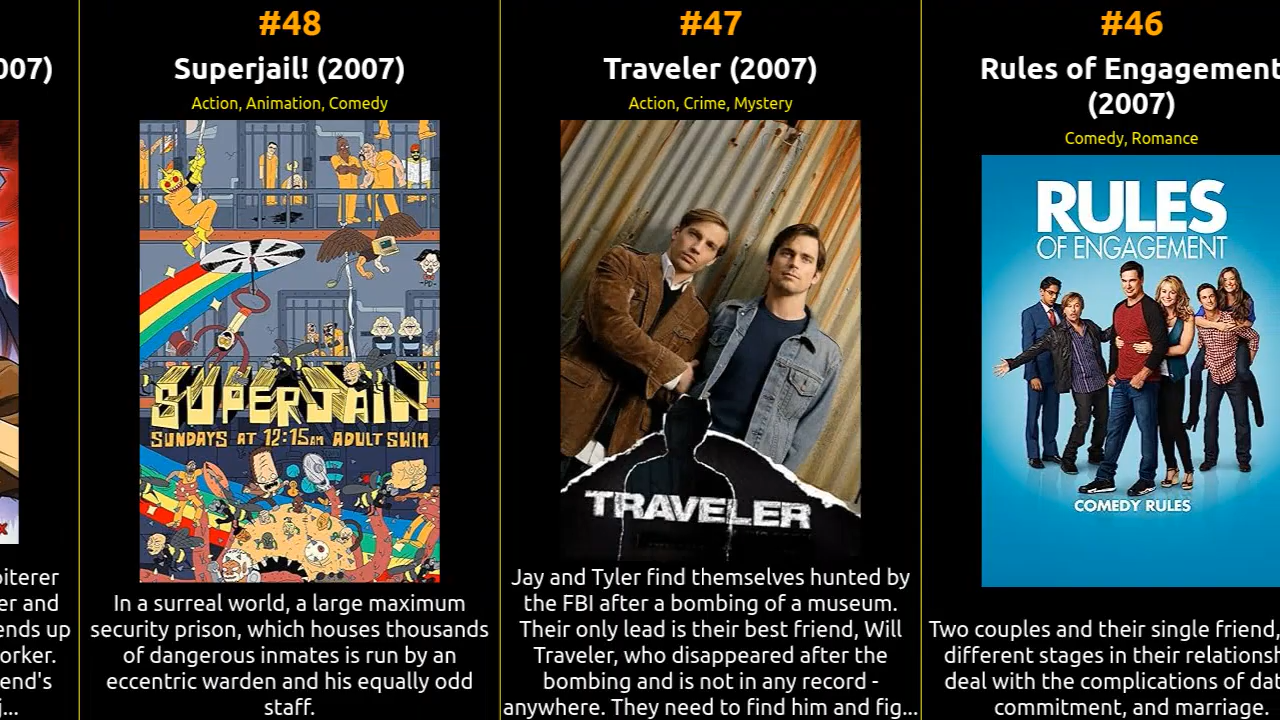 007)
biterer
er and
ends up
orker.
end's
j...
#48
Superjail! (2007)
Action, Animation, Comedy
SUPERJAIL!
SUNDAYS AT 12:15AM ADULT SWIM
In a surreal world, a large maximum
security prison, which houses thousands
of dangerous inmates is run by an
eccentric warden and his equally odd
staff.
#47
Traveler (2007)
Action, Crime, Mystery
TRAVELER
Jay and Tyler find themselves hunted by
the FBI after a bombing of a museum.
Their only lead is their best friend, Will
Traveler, who disappeared after the
bombing and is not in any record -
anywhere. They need to find him and fig...
#46
Rules of Engagement
(2007)
Comedy, Romance
RULES
OF ENGAGEMENT
COMEDY RULES
Two couples and their single friend,
different stages in their relationsh
deal with the complications of dat
commitment, and marriage.